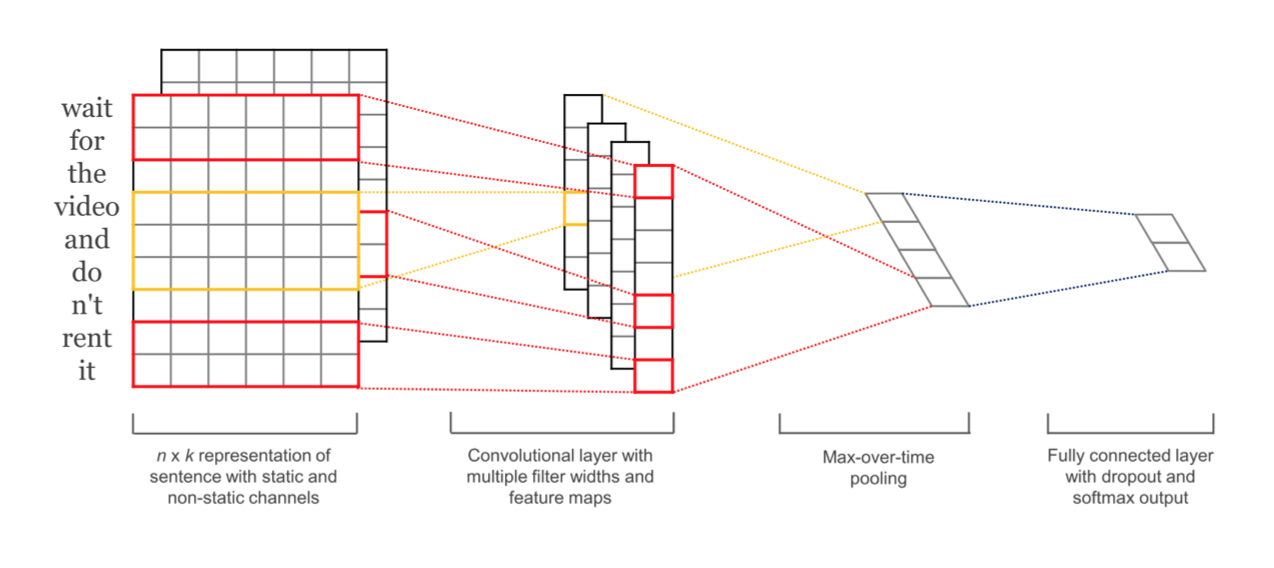 wait
for
the
video
and
do
n't
rent
it
n x k representation of
sentence with static and
non-static channels
Convolutional layer with
multiple filter widths and
feature maps
Max-over-time
pooling
Fully connected layer
with dropout and
softmax output